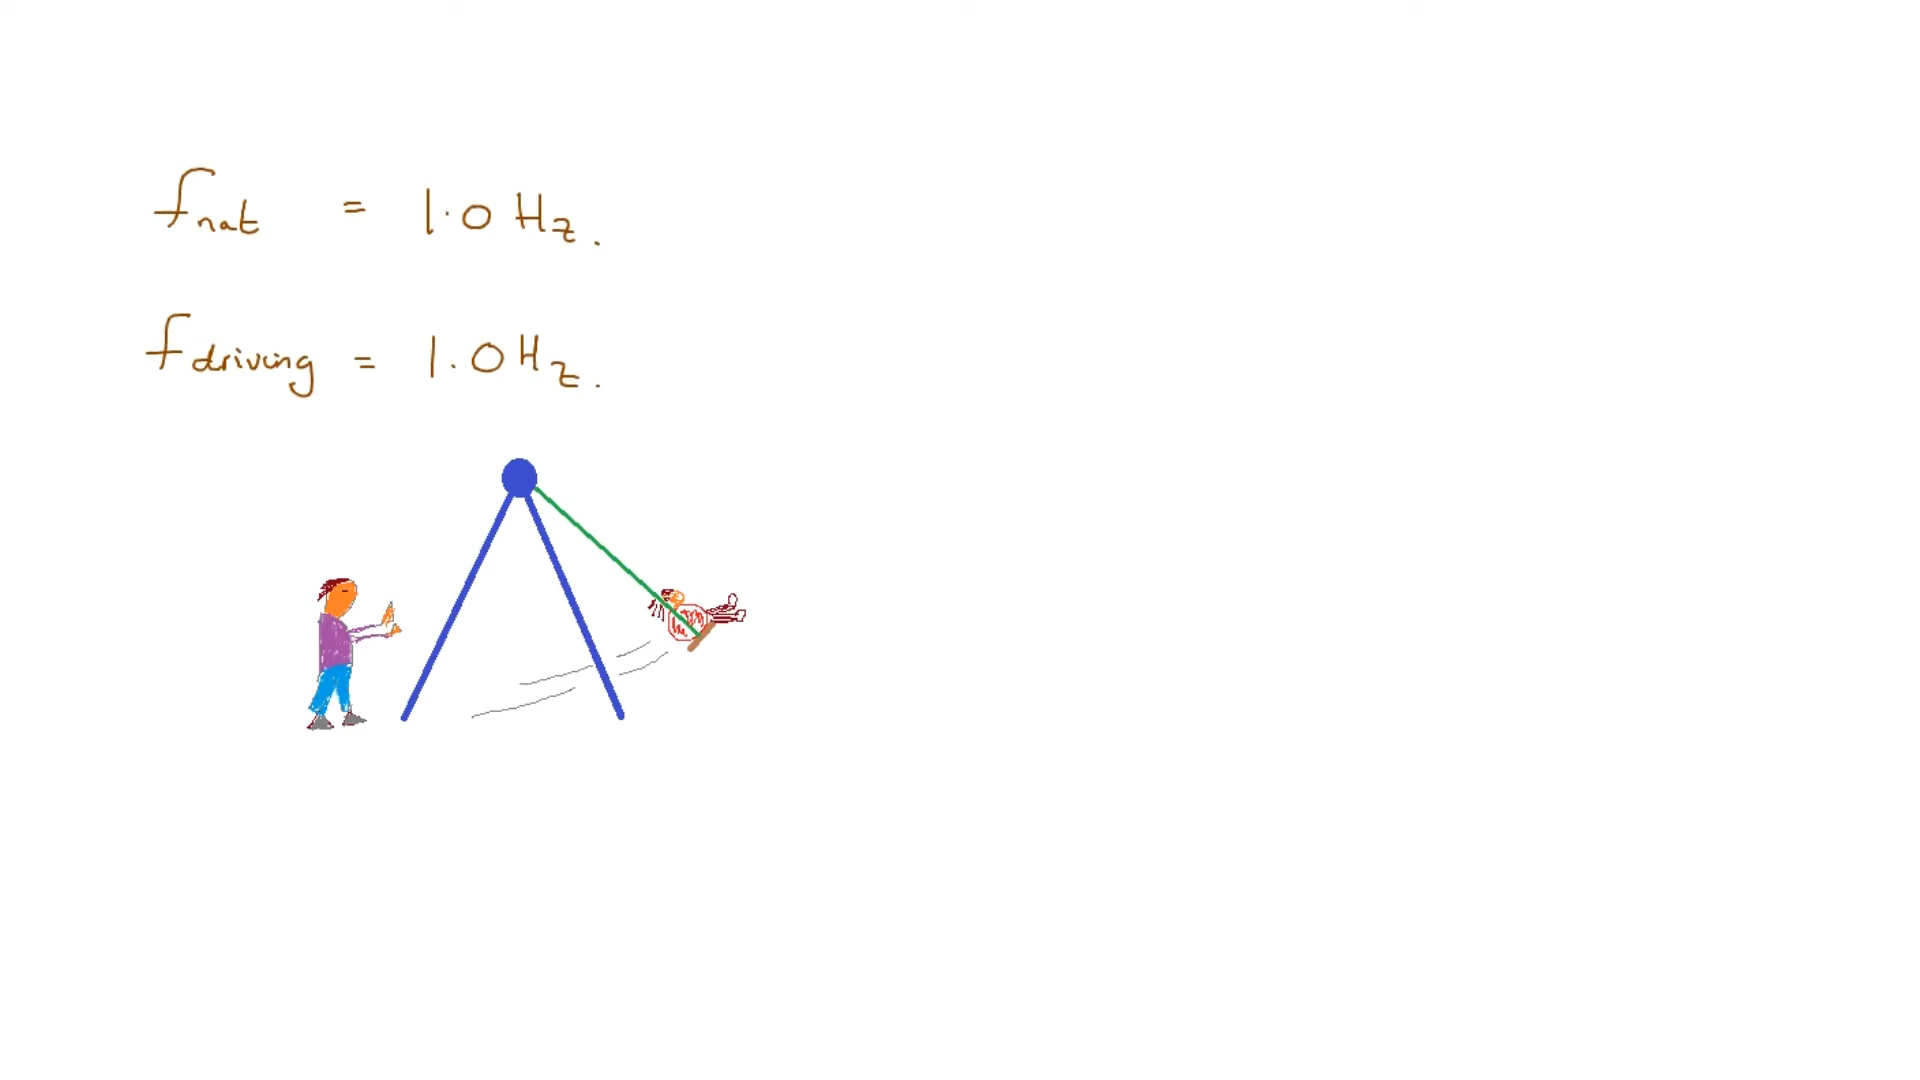 fnat = 1.0 Hz.
fdriving = 1.0 Hz.